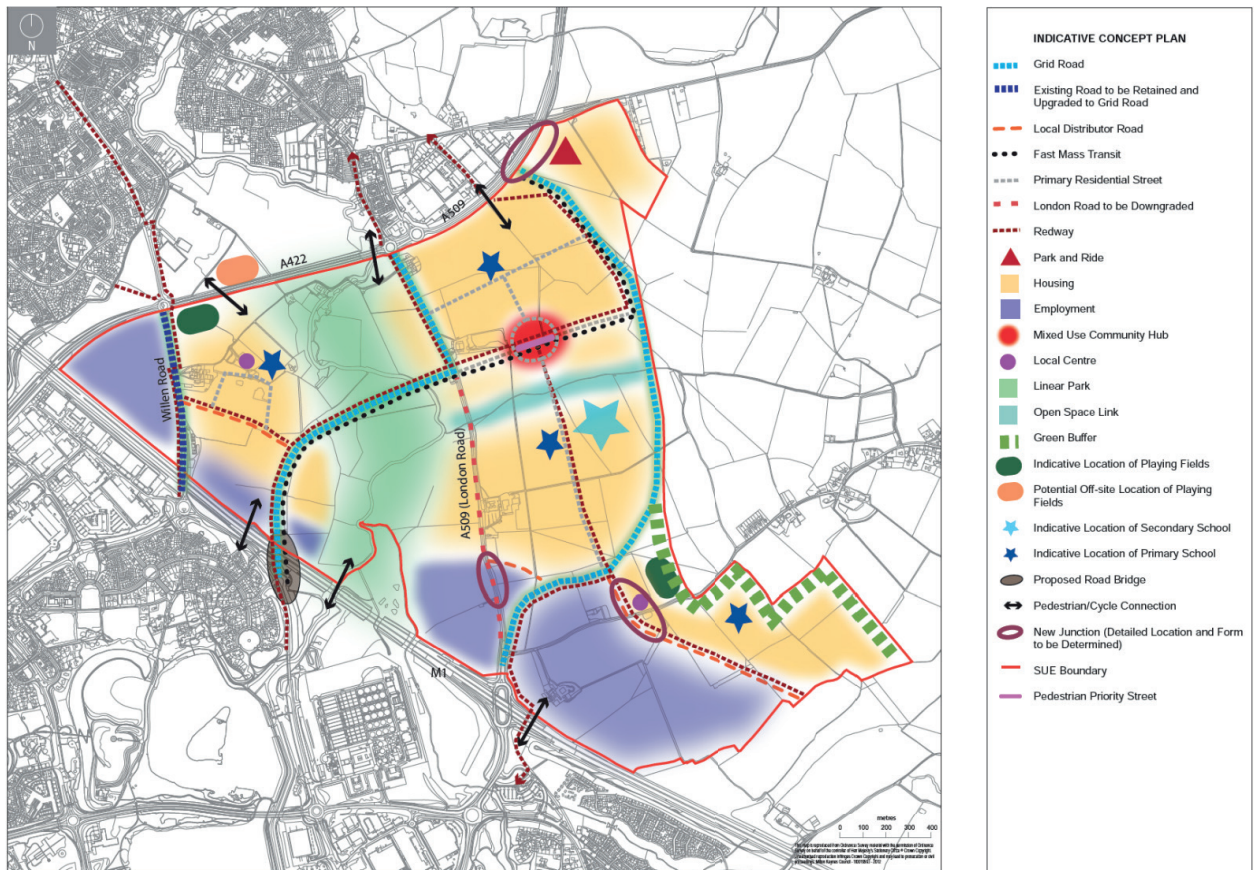 N
A509
A422
Willen Road
A509 (London Road)
M1
metres
0 100 200 300 400
INDICATIVE CONCEPT PLAN
Grid Road
Existing Road to be Retained and
Upgraded to Grid Road
Local Distributor Road
Fast Mass Transit
Primary Residential Street
London Road to be Downgraded
Redway
Park and Ride
Housing
Employment
Mixed Use Community Hub
Local Centre
Linear Park
Open Space Link
Green Buffer
Indicative Location of Playing Fields
Potential Off-site Location of Playing
Fields
Indicative Location of Secondary School
Indicative Location of Primary School
Proposed Road Bridge
Pedestrian/Cycle Connection
New Junction (Detailed Location and Form
to be Determined)
SUE Boundary
Pedestrian Priority Street